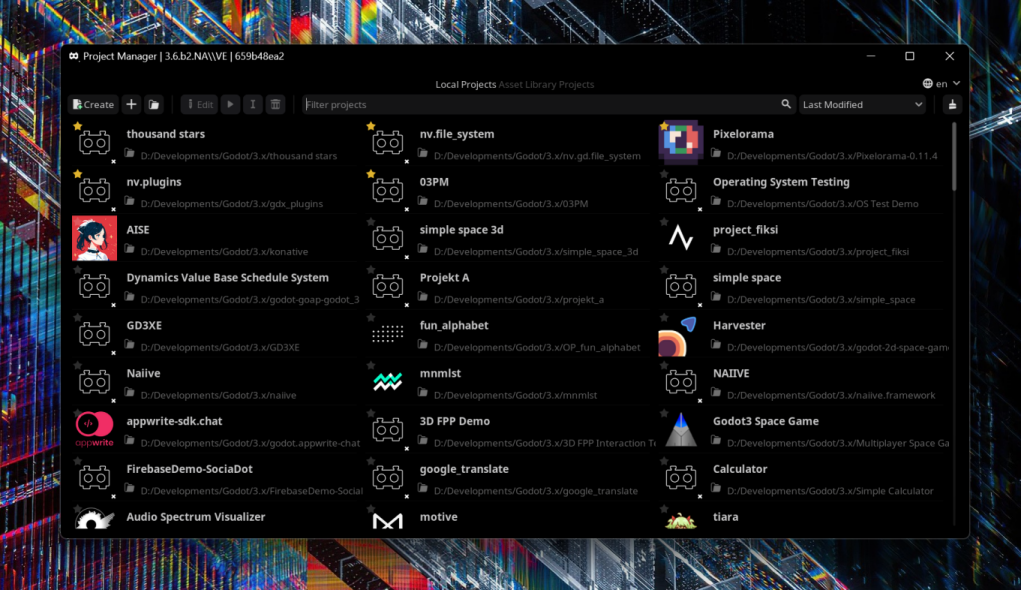 Project Manager | 3.6.b2.NA\\VE | 659b48ea2
Local Projects Asset Library Projects
en
Create Edit Filter projects Last Modified
thousand stars
D:/Developments/Godot/3.x/thousand stars
nv.file_system
D:/Developments/Godot/3.x/nv.gd.file_system
Pixelorama
D:/Developments/Godot/3.x/Pixelorama-0.11.4
nv.plugins
D:/Developments/Godot/3.x/gdx_plugins
03PM
D:/Developments/Godot/3.x/03PM
Operating System Testing
D:/Developments/Godot/3.x/OS Test Demo
AISE
D:/Developments/Godot/3.x/konative
simple space 3d
D:/Developments/Godot/3.x/simple_space_3d
project_fiksi
D:/Developments/Godot/3.x/project_fiksi
Dynamics Value Base Schedule System
D:/Developments/Godot/3.x/godot-goap-godot_3
Projekt A
D:/Developments/Godot/3.x/projekt_a
simple space
D:/Developments/Godot/3.x/simple_space
GD3XE
D:/Developments/Godot/3.x/GD3XE
fun_alphabet
D:/Developments/Godot/3.x/OP_fun_alphabet
Harvester
D:/Developments/Godot/3.x/godot-2d-space-game
Naiive
D:/Developments/Godot/3.x/naiive
mnmlst
D:/Developments/Godot/3.x/mnmlst
NAIIVE
D:/Developments/Godot/3.x/naiive.framework
appwrite
appwrite-sdk.chat
D:/Developments/Godot/3.x/godot.appwrite-chat
3D FPP Demo
D:/Developments/Godot/3.x/3D FPP Interaction Te
Godot3 Space Game
D:/Developments/Godot/3.x/Multiplayer Space Ga
FirebaseDemo-SociaDot
D:/Developments/Godot/3.x/FirebaseDemo-Social
google_translate
D:/Developments/Godot/3.x/google_translate
Calculator
D:/Developments/Godot/3.x/Simple Calculator
Audio Spectrum Visualizer
motive
tiara